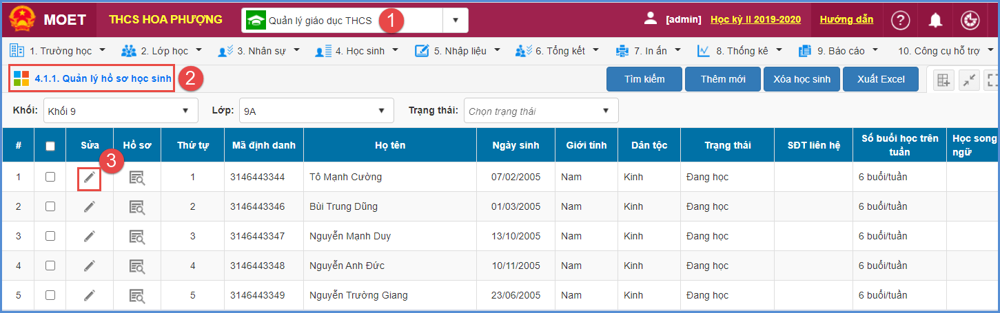 MOET THCS HOA PHƯỢNG Quản lý giáo dục THCS 1 [admin] Học kỳ II 2019-2020 Hướng dẫn ?
1. Trường học 2. Lớp học 3. Nhân sự 4. Học sinh 5. Nhập liệu 6. Tổng kết 7. In ấn 8. Thống kê 9. Báo cáo 10. Công cụ hỗ trợ
4.1.1. Quản lý hồ sơ học sinh 2 Tìm kiếm Thêm mới Xóa học sinh Xuất Excel
Khối: Khối 9 Lớp: 9A Trạng thái: Chọn trạng thái
# Sửa Hồ sơ Thứ tự Mã định danh Họ tên Ngày sinh Giới tính Dân tộc Trạng thái SĐT liên hệ Số buổi học trên tuần Học song ngữ
3
1 1 3146443344 Tô Mạnh Cường 07/02/2005 Nam Kinh Đang học 6 buổi/tuần
2 2 3146443346 Bùi Trung Dũng 01/03/2005 Nam Kinh Đang học 6 buổi/tuần
3 3 3146443347 Nguyễn Mạnh Duy 13/10/2005 Nam Kinh Đang học 6 buổi/tuần
4 4 3146443348 Nguyễn Anh Đức 10/11/2005 Nam Kinh Đang học 6 buổi/tuần
5 5 3146443349 Nguyễn Trường Giang 23/06/2005 Nam Kinh Đang học 6 buổi/tuần